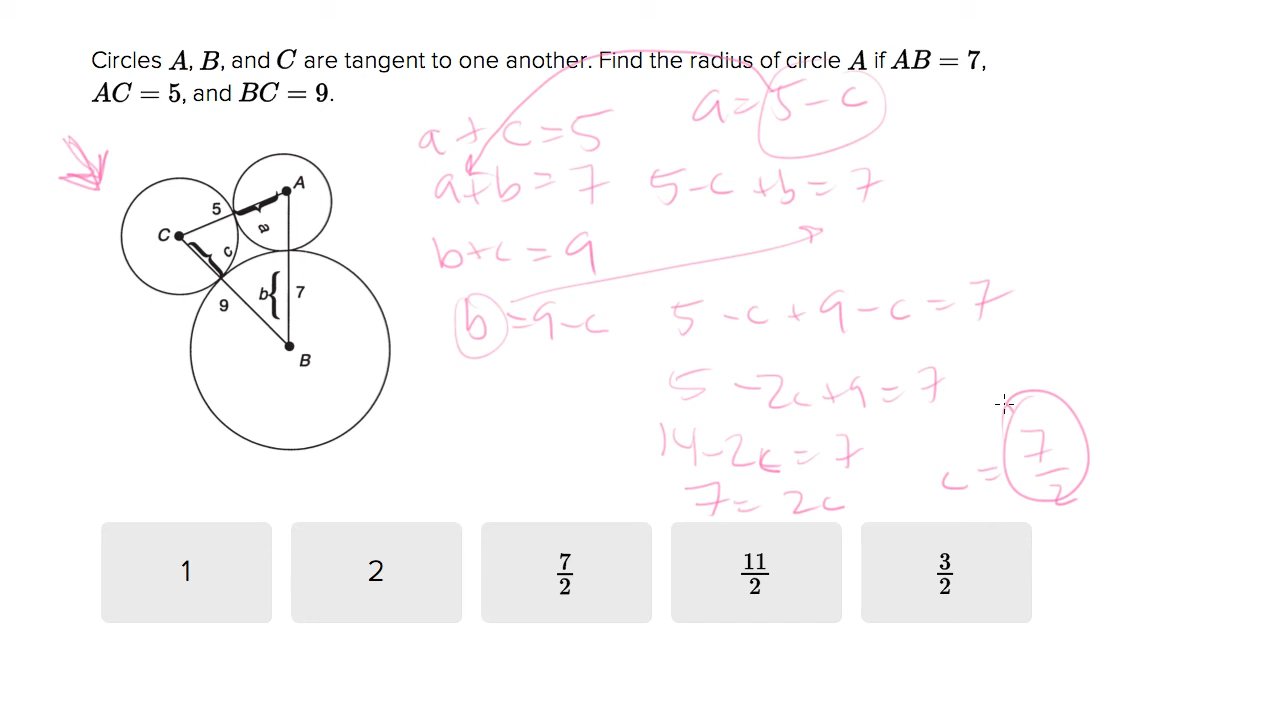 Circles A, B, and C are tangent to one another. Find the radius of circle A if AB = 7,
AC = 5, and BC = 9.
a = 5 - c
a + c = 5
a + b = 7
5 - c + b = 7
b + c = 9
b = 9 - c
5 - c + 9 - c = 7
5 - 2c + 9 = 7
14 - 2c = 7
7 = 2c
c = 7/2
A
5
a
C
c
b
7
9
B
1
2
7/2
11/2
3/2